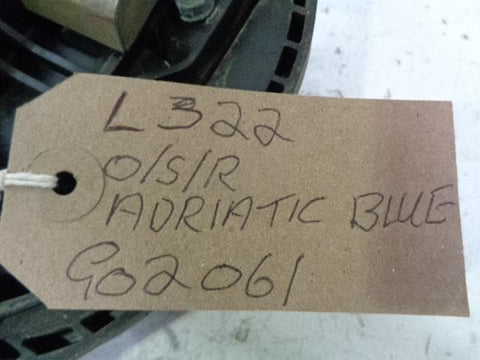 L322
O/S/R
ADRIATIC BLUE
G02061